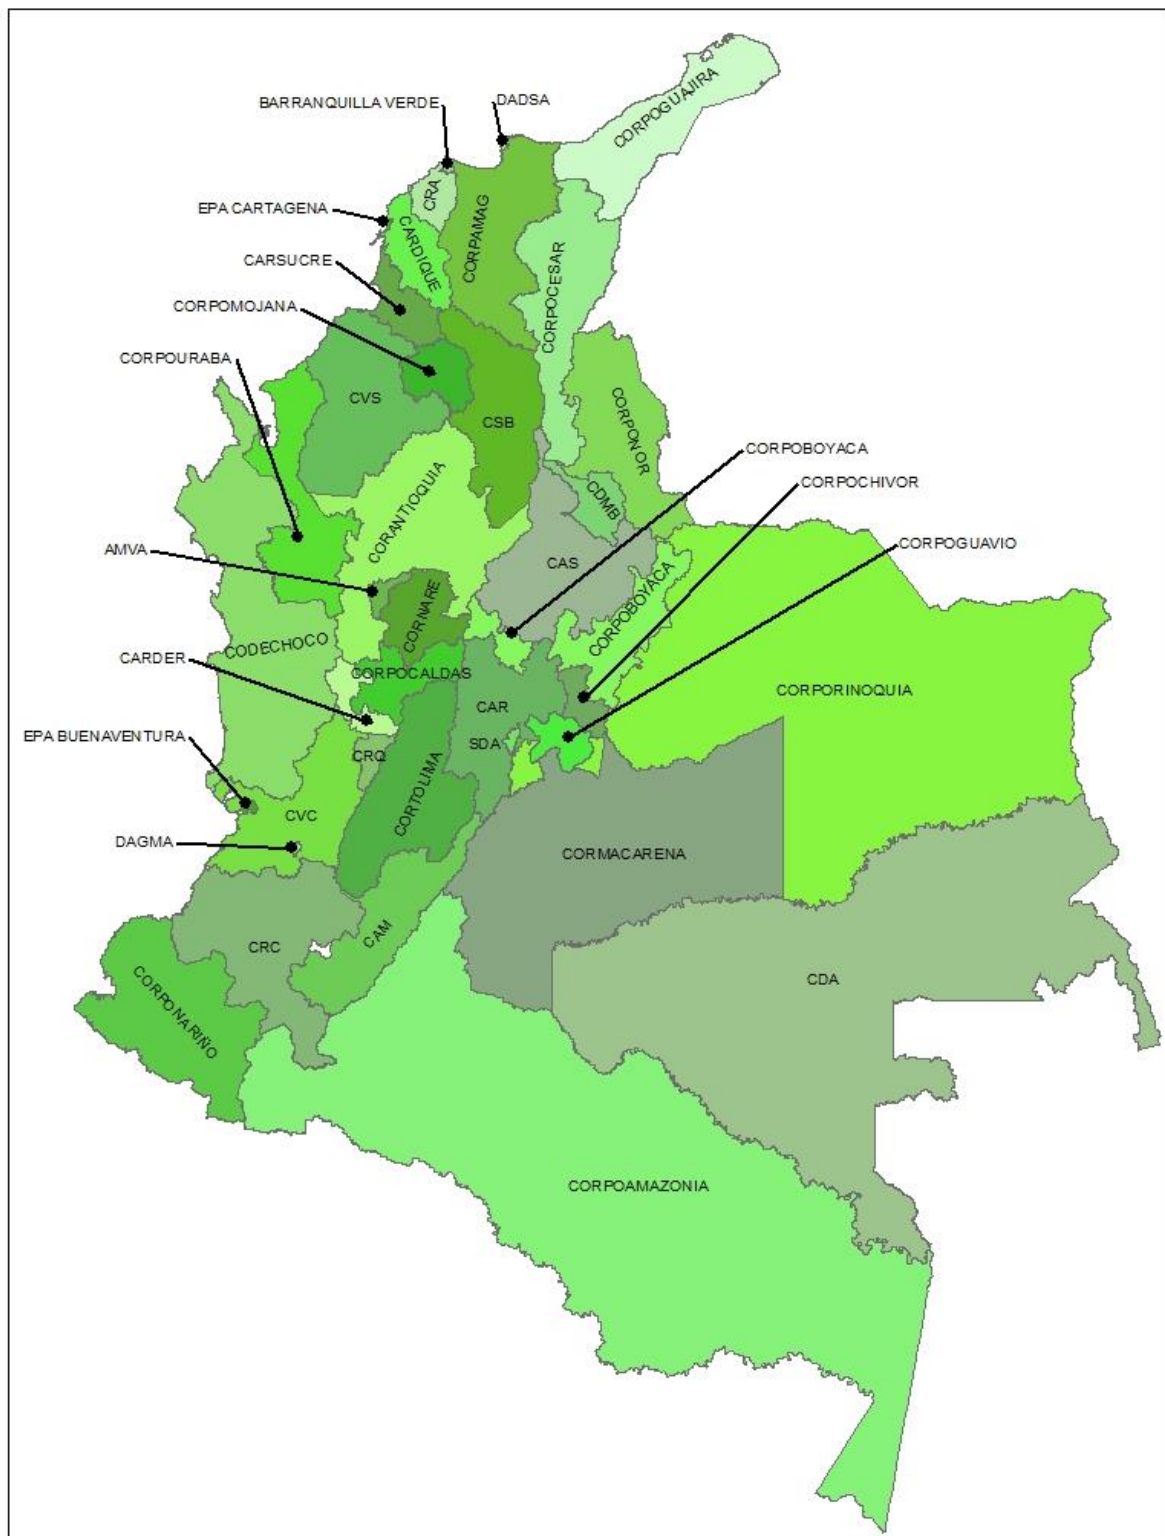 CORPOGUAJIRA
BARRANQUILLA VERDE
DADSA
CRA
EPA CARTAGENA
CARDIQUE
CORPAMAG
CARSUCRE
CORPOCESAR
CORPOMOJANA
CORPOURABA
CVS
CSB
CORPONOR
CORPOBOYACA
CORANTIOQUIA
CDMB
CORPOCHIVOR
AMVA
CORPOGUAVIO
CAS
CORNARE
CORPOBOYACA
CODECHOCO
CARDER
CORPOCALDAS
CORPORINOQUIA
CAR
EPA BUENAVENTURA
SDA
CRQ
CORTOLIMA
CVC
DAGMA
CORMACARENA
CAM
CRC
CDA
CORPONARIÑO
CORPOAMAZONIA